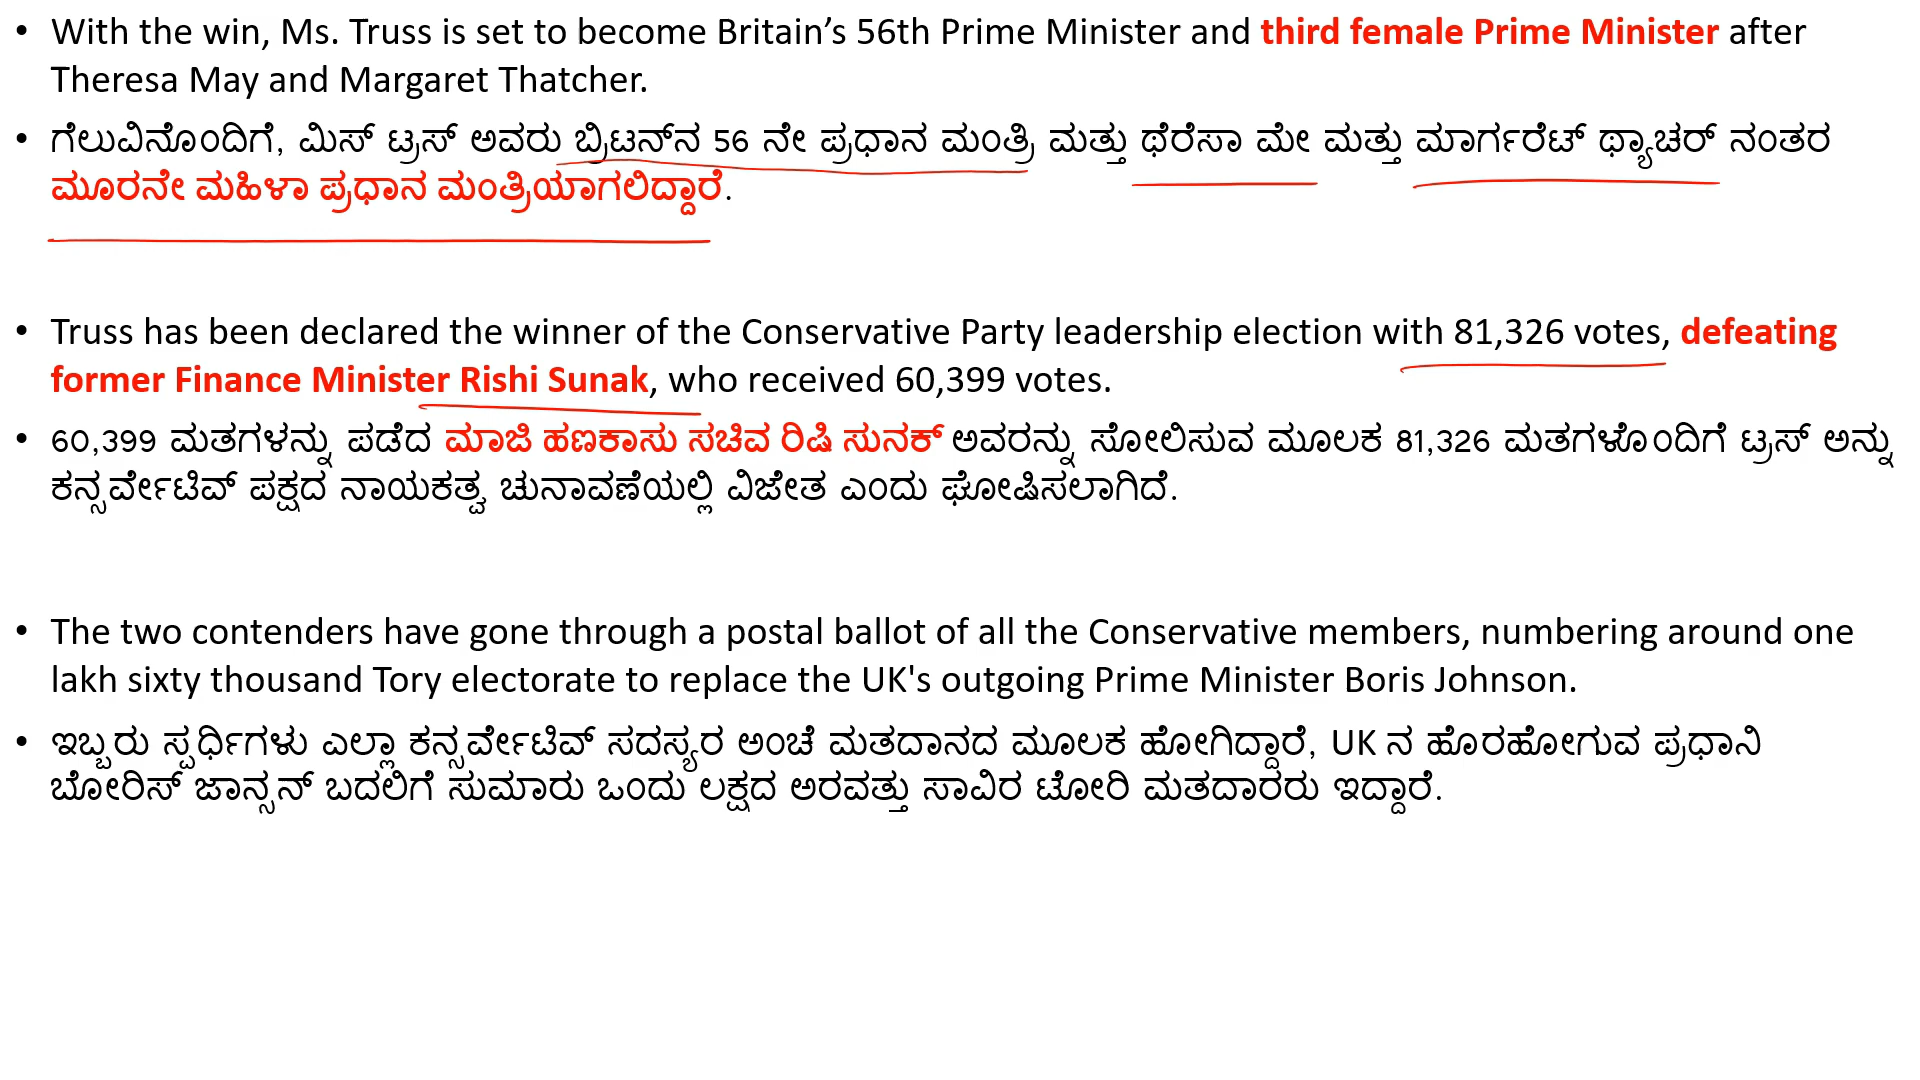 • With the win, Ms. Truss is set to become Britain’s 56th Prime Minister and third female Prime Minister after
Theresa May and Margaret Thatcher.
• ಗೆಲುವಿನೊಂದಿಗೆ, ಮಿಸ್ ಟ್ರಸ್ ಅವರು ಬ್ರಿಟನ್‌ನ 56 ನೇ ಪ್ರಧಾನ ಮಂತ್ರಿ ಮತ್ತು ಥೆರೆಸಾ ಮೇ ಮತ್ತು ಮಾರ್ಗರೆಟ್ ಥ್ಯಾಚರ್ ನಂತರ
ಮೂರನೇ ಮಹಿಳಾ ಪ್ರಧಾನ ಮಂತ್ರಿಯಾಗಲಿದ್ದಾರೆ.
• Truss has been declared the winner of the Conservative Party leadership election with 81,326 votes, defeating
former Finance Minister Rishi Sunak, who received 60,399 votes.
• 60,399 ಮತಗಳನ್ನು ಪಡೆದ ಮಾಜಿ ಹಣಕಾಸು ಸಚಿವ ರಿಷಿ ಸುನಕ್ ಅವರನ್ನು ಸೋಲಿಸುವ ಮೂಲಕ 81,326 ಮತಗಳೊಂದಿಗೆ ಟ್ರಸ್ ಅನ್ನು
ಕನ್ಸರ್ವೇಟಿವ್ ಪಕ್ಷದ ನಾಯಕತ್ವ ಚುನಾವಣೆಯಲ್ಲಿ ವಿಜೇತ ಎಂದು ಘೋಷಿಸಲಾಗಿದೆ.
• The two contenders have gone through a postal ballot of all the Conservative members, numbering around one
lakh sixty thousand Tory electorate to replace the UK's outgoing Prime Minister Boris Johnson.
• ಇಬ್ಬರು ಸ್ಪರ್ಧಿಗಳು ಎಲ್ಲಾ ಕನ್ಸರ್ವೇಟಿವ್ ಸದಸ್ಯರ ಅಂಚೆ ಮತದಾನದ ಮೂಲಕ ಹೋಗಿದ್ದಾರೆ, UK ನ ಹೊರಹೋಗುವ ಪ್ರಧಾನಿ
ಬೋರಿಸ್ ಜಾನ್ಸನ್ ಬದಲಿಗೆ ಸುಮಾರು ಒಂದು ಲಕ್ಷದ ಅರವತ್ತು ಸಾವಿರ ಟೋರಿ ಮತದಾರರು ಇದ್ದಾರೆ.